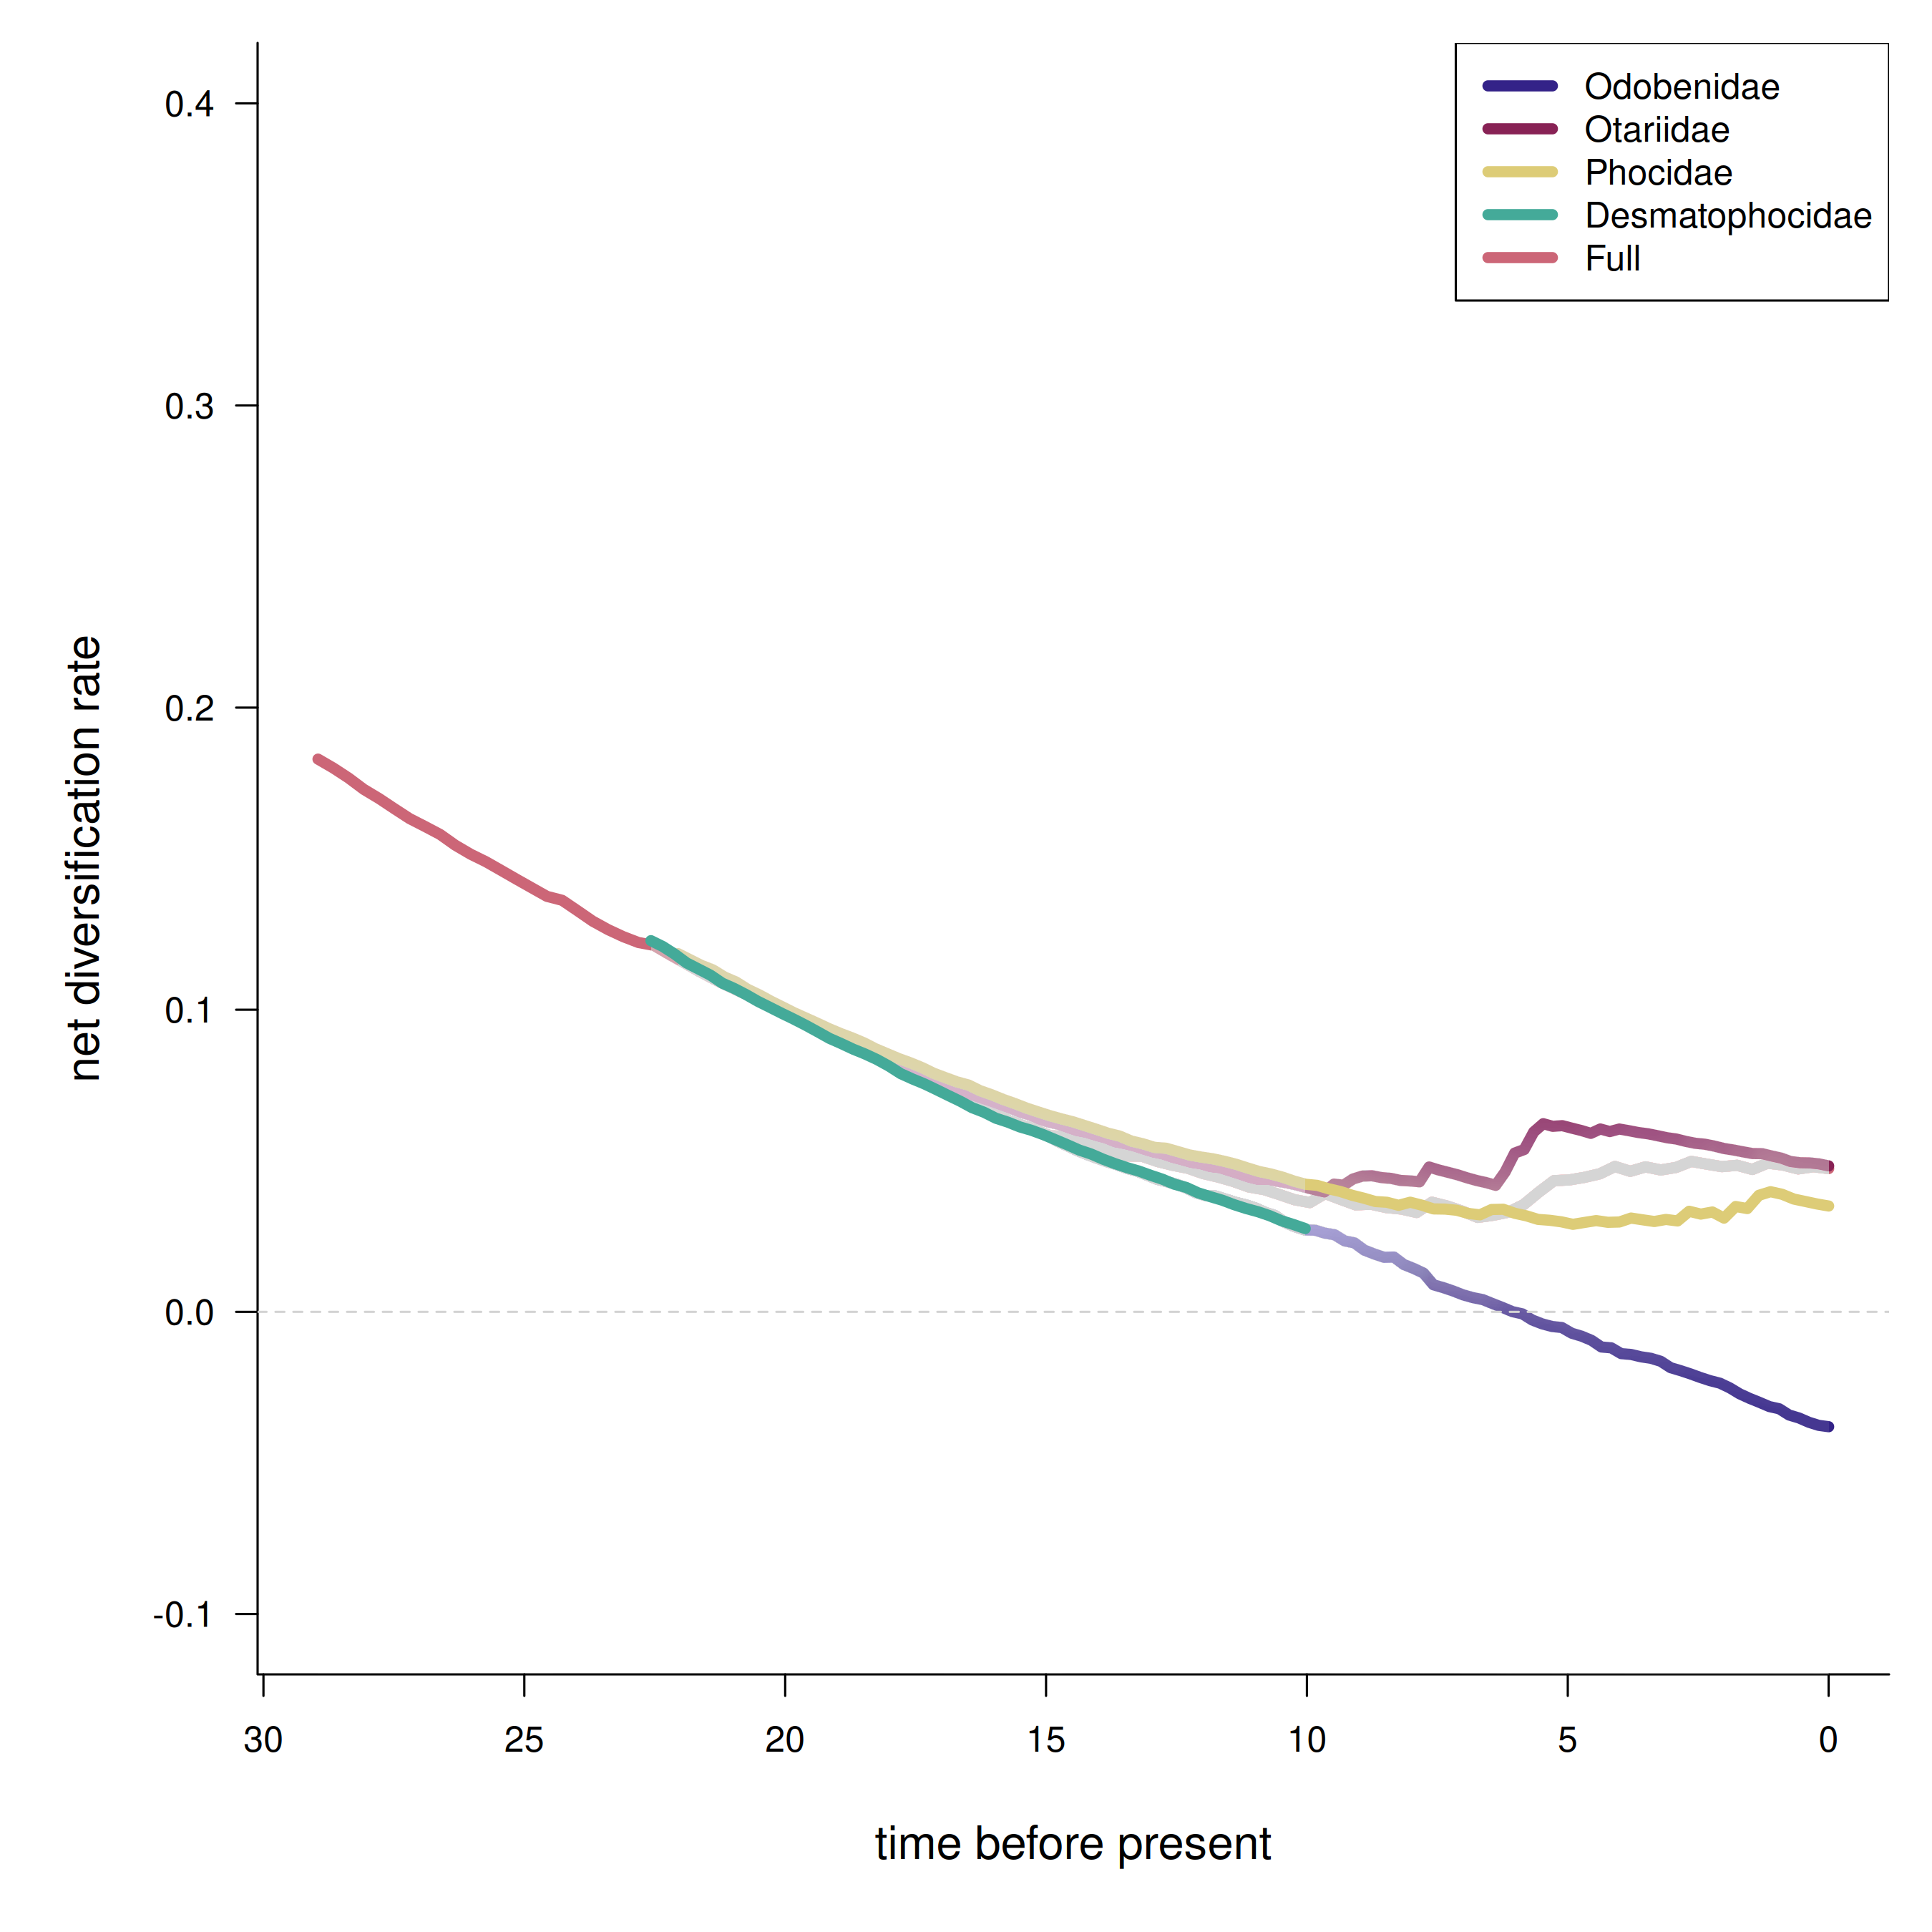 Odobenidae
Otariidae
Phocidae
Desmatophocidae
Full
net diversification rate
0.4
0.3
0.2
0.1
0.0
-0.1
30 25 20 15 10 5 0
time before present